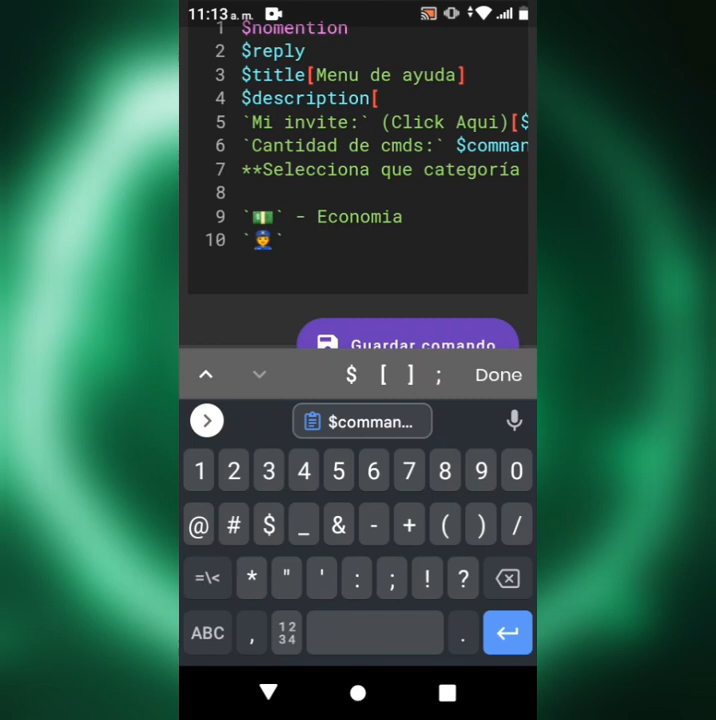 11:13 a. m.
1 $nomention
2 $reply
3 $title[Menu de ayuda]
4 $description[
5 `Mi invite:` (Click Aqui)[$
6 `Cantidad de cmds:` $comman
7 **Selecciona que categoría
8
9 `💵` - Economia
10 `👮`
Guardar comando
$ [ ] ; Done
$comman...
1 2 3 4 5 6 7 8 9 0
@ # $ _ & - + ( ) /
=\< * " ' : ; ! ?
ABC , 12 34 .